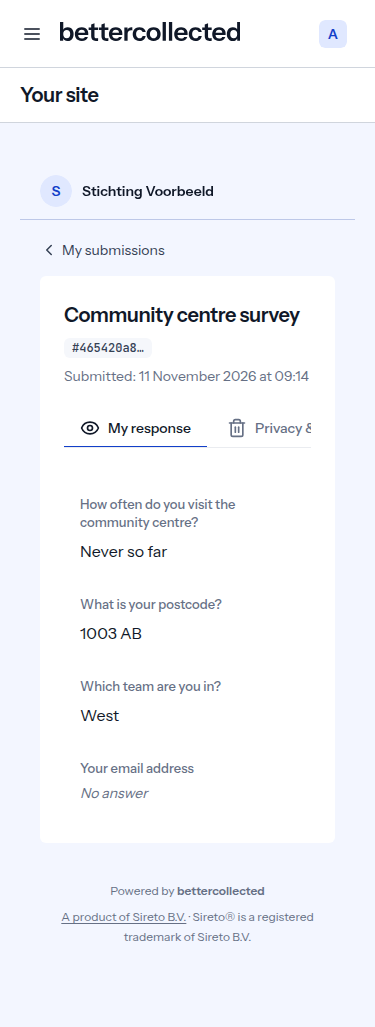 bettercollected
A
Your site
S
Stichting Voorbeeld
My submissions
Community centre survey
#465420a8…
Submitted: 11 November 2026 at 09:14
My response
Privacy &
How often do you visit the
community centre?
Never so far
What is your postcode?
1003 AB
Which team are you in?
West
Your email address
No answer
Powered by bettercollected
A product of Sireto B.V. · Sireto® is a registered
trademark of Sireto B.V.